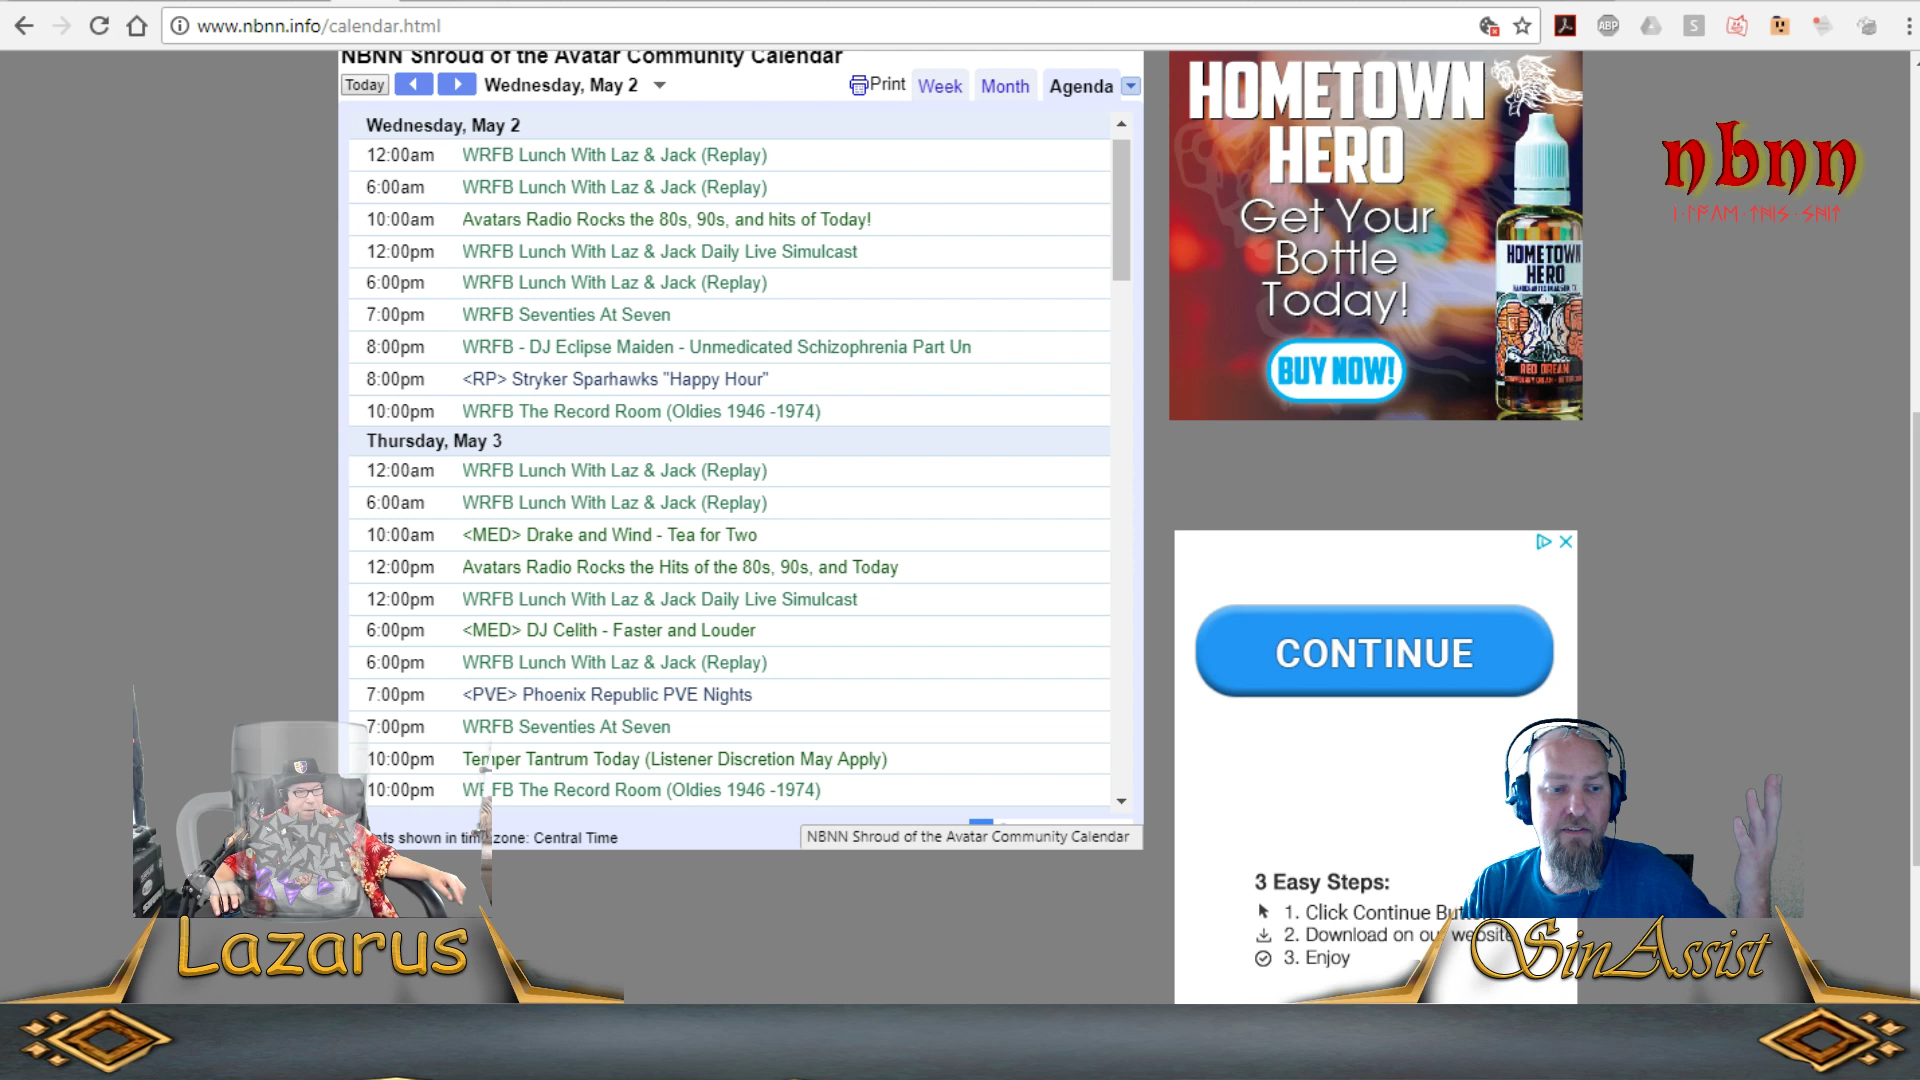 www.nbnn.info/calendar.html
NBNN Shroud of the Avatar Community Calendar
Today
Wednesday, May 2
Print
Week
Month
Agenda
Wednesday, May 2
12:00am WRFB Lunch With Laz & Jack (Replay)
6:00am WRFB Lunch With Laz & Jack (Replay)
10:00am Avatars Radio Rocks the 80s, 90s, and hits of Today!
12:00pm WRFB Lunch With Laz & Jack Daily Live Simulcast
6:00pm WRFB Lunch With Laz & Jack (Replay)
7:00pm WRFB Seventies At Seven
8:00pm WRFB - DJ Eclipse Maiden - Unmedicated Schizophrenia Part Un
8:00pm <RP> Stryker Sparhawks "Happy Hour"
10:00pm WRFB The Record Room (Oldies 1946 -1974)
Thursday, May 3
12:00am WRFB Lunch With Laz & Jack (Replay)
6:00am WRFB Lunch With Laz & Jack (Replay)
10:00am <MED> Drake and Wind - Tea for Two
12:00pm Avatars Radio Rocks the Hits of the 80s, 90s, and Today
12:00pm WRFB Lunch With Laz & Jack Daily Live Simulcast
6:00pm <MED> DJ Celith - Faster and Louder
6:00pm WRFB Lunch With Laz & Jack (Replay)
7:00pm <PVE> Phoenix Republic PVE Nights
7:00pm WRFB Seventies At Seven
10:00pm Temper Tantrum Today (Listener Discretion May Apply)
10:00pm WRFB The Record Room (Oldies 1946 -1974)
shown in zone: Central Time
NBNN Shroud of the Avatar Community Calendar
HOMETOWN
HERO
Get Your
Bottle
Today!
BUY NOW!
HOMETOWN
HERO
RED DREAM
nbnn
ABP
S
CONTINUE
3 Easy Steps:
1. Click Continue
2. Download on our website
3. Enjoy
Lazarus
SinAssist